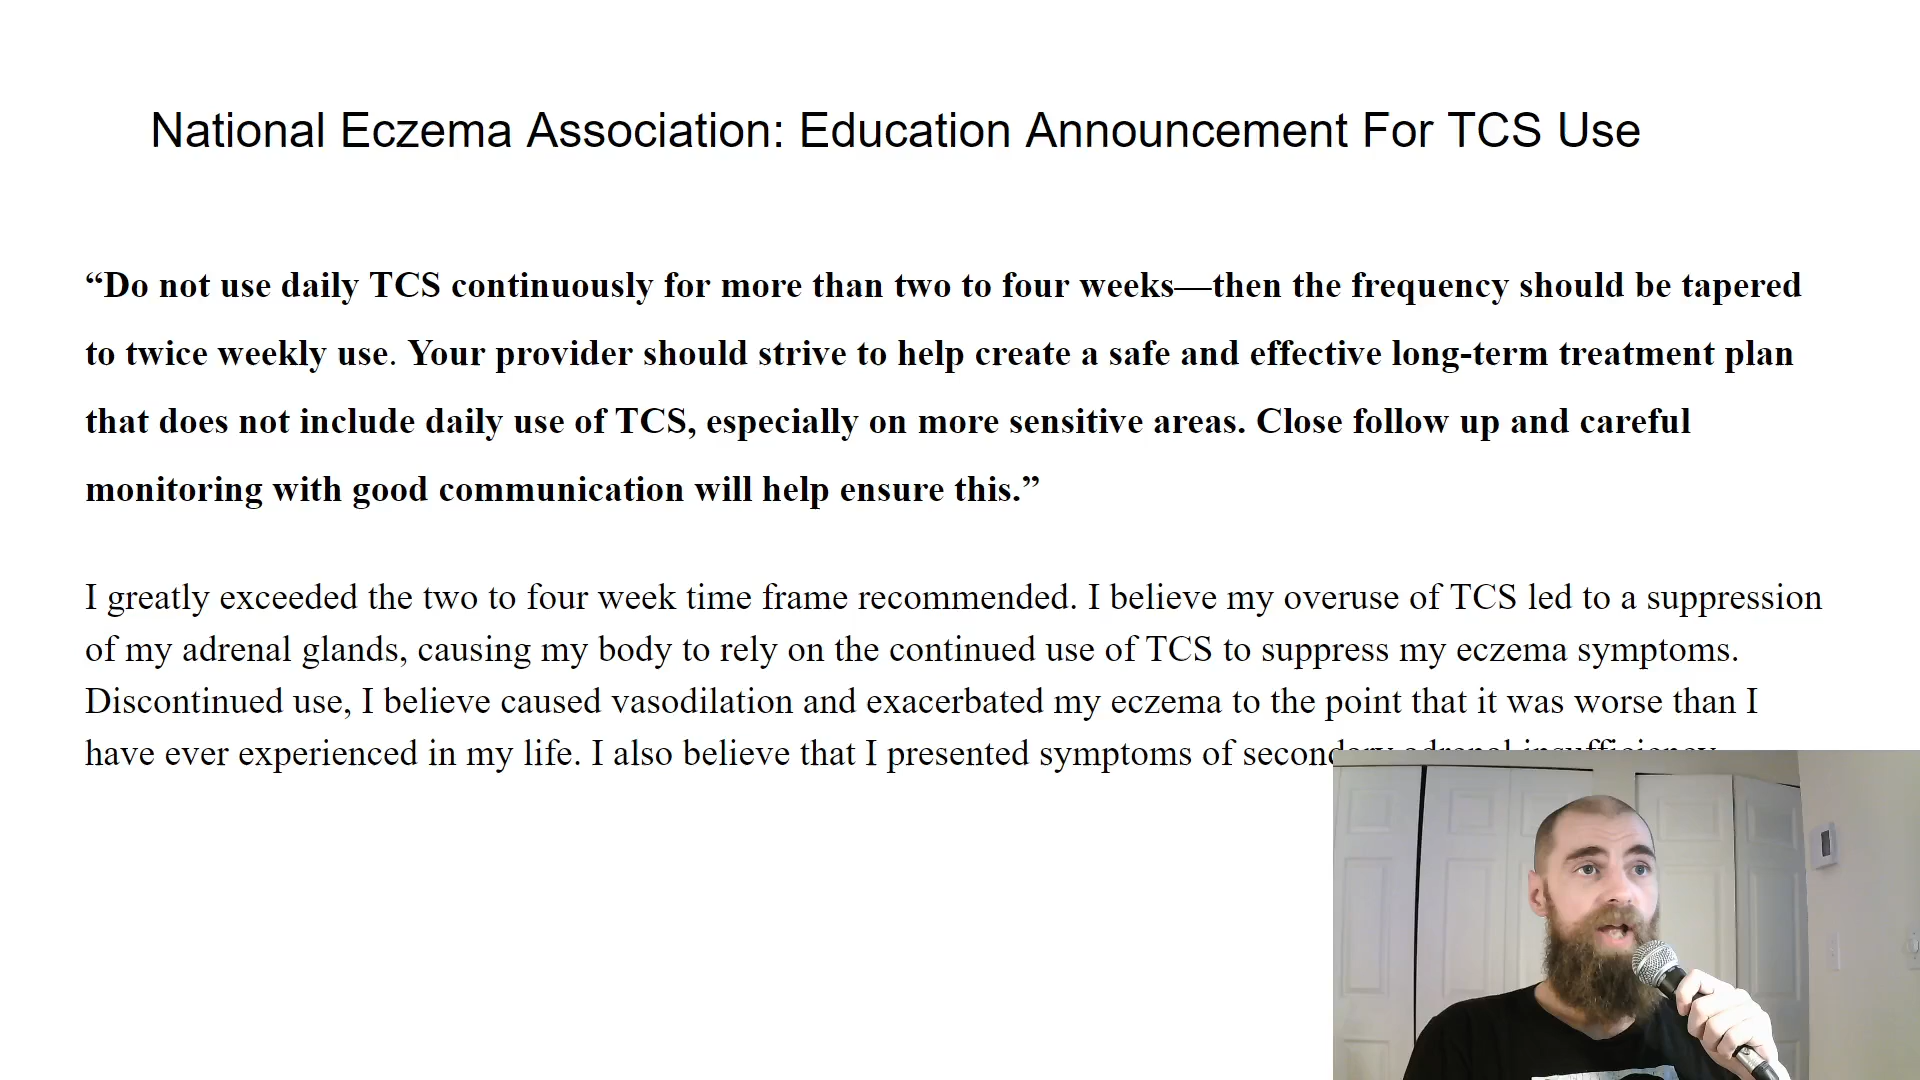 National Eczema Association: Education Announcement For TCS Use
“Do not use daily TCS continuously for more than two to four weeks—then the frequency should be tapered
to twice weekly use. Your provider should strive to help create a safe and effective long-term treatment plan
that does not include daily use of TCS, especially on more sensitive areas. Close follow up and careful
monitoring with good communication will help ensure this.”
I greatly exceeded the two to four week time frame recommended. I believe my overuse of TCS led to a suppression
of my adrenal glands, causing my body to rely on the continued use of TCS to suppress my eczema symptoms.
Discontinued use, I believe caused vasodilation and exacerbated my eczema to the point that it was worse than I
have ever experienced in my life. I also believe that I presented symptoms of secondary adrenal insufficiency